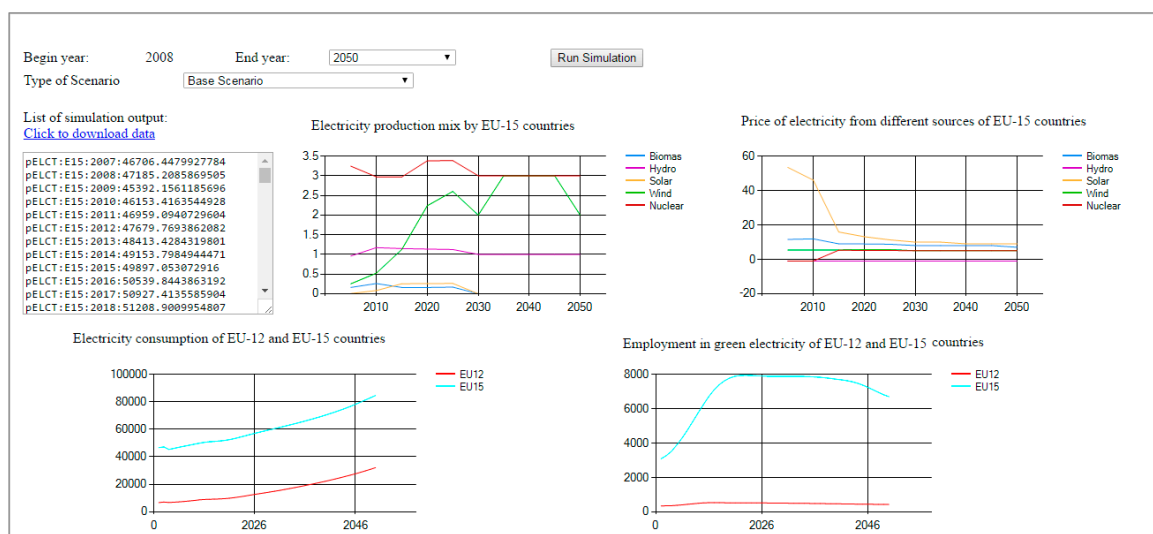 Begin year: 2008 End year: 2050 Run Simulation
Type of Scenario Base Scenario
List of simulation output:
Click to download data
pELCT:E15:2007:46706.4479927784
pELCT:E15:2008:47185.2085869505
pELCT:E15:2009:45392.1561185696
pELCT:E15:2010:46153.4163544928
pELCT:E15:2011:46959.0940729604
pELCT:E15:2012:47679.7693862082
pELCT:E15:2013:48413.4284319801
pELCT:E15:2014:49153.7984944471
pELCT:E15:2015:49897.053072916
pELCT:E15:2016:50539.8443863192
pELCT:E15:2017:50927.4135585904
pELCT:E15:2018:51208.9009954807
Electricity production mix by EU-15 countries
3.5
3
2.5
2
1.5
1
0.5
0
2010 2020 2030 2040 2050
Biomas
Hydro
Solar
Wind
Nuclear
Price of electricity from different sources of EU-15 countries
60
40
20
0
-20
2010 2020 2030 2040 2050
Biomas
Hydro
Solar
Wind
Nuclear
Electricity consumption of EU-12 and EU-15 countries
100000
80000
60000
40000
20000
0
0 2026 2046
EU12
EU15
Employment in green electricity of EU-12 and EU-15 countries
8000
6000
4000
2000
0
0 2026 2046
EU12
EU15